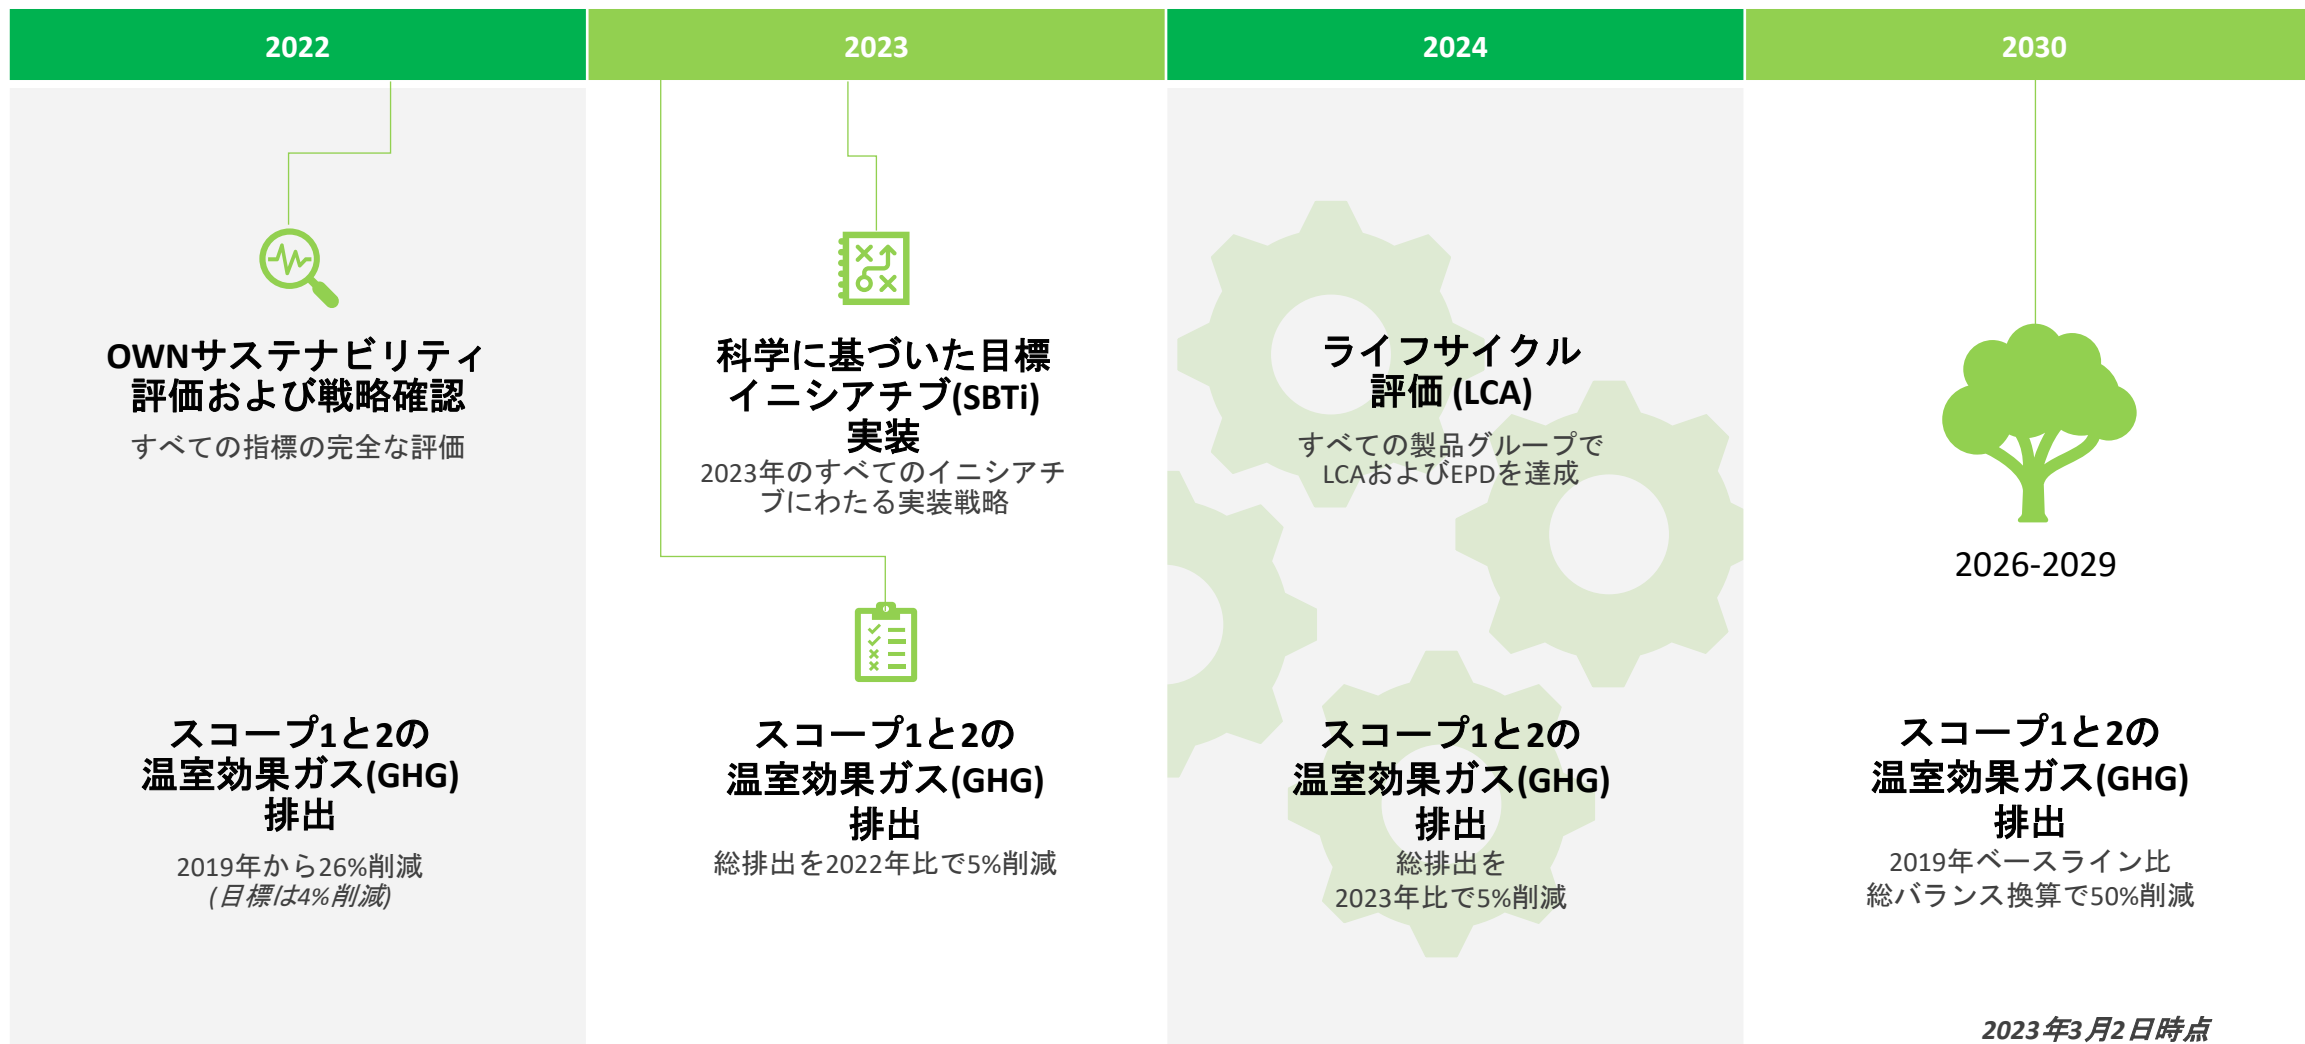 2022
2023
2024
2030
OWNサステナビリティ
評価および戦略確認
すべての指標の完全な評価
スコープ1と2の
温室効果ガス(GHG)
排出
2019年から26%削減
(目標は4%削減)
科学に基づいた目標
イニシアチブ(SBTi)
実装
2023年のすべてのイニシアチ
ブにわたる実装戦略
スコープ1と2の
温室効果ガス(GHG)
排出
総排出を2022年比で5%削減
ライフサイクル
評価 (LCA)
すべての製品グループで
LCAおよびEPDを達成
スコープ1と2の
温室効果ガス(GHG)
排出
総排出を
2023年比で5%削減
2026-2029
スコープ1と2の
温室効果ガス(GHG)
排出
2019年ベースライン比
総バランス換算で50%削減
2023年3月2日時点